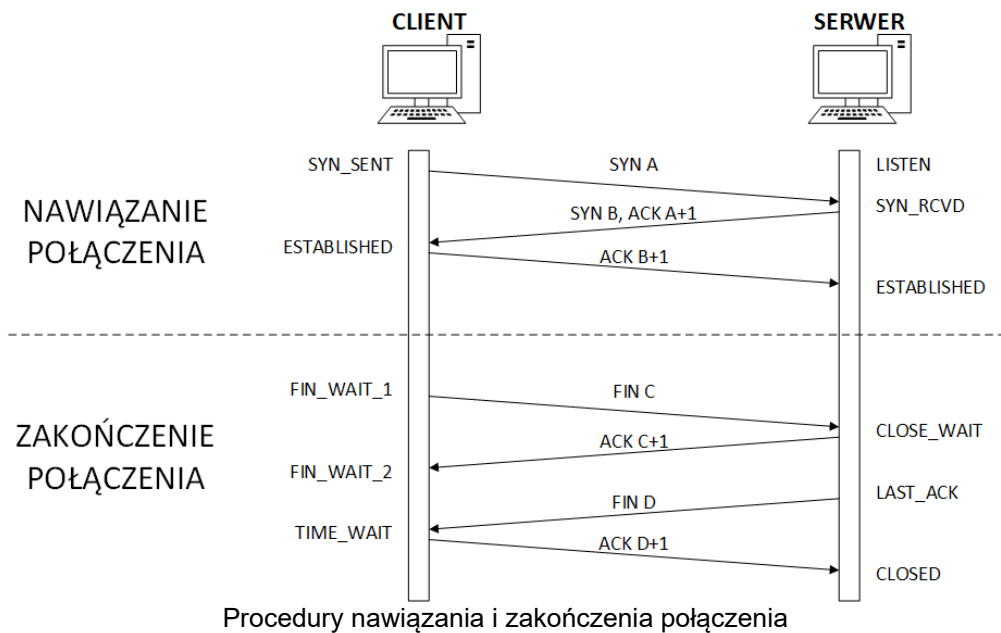 CLIENT
SERWER
SYN_SENT
SYN A
LISTEN
NAWIĄZANIE
POŁĄCZENIA
SYN B, ACK A+1
SYN_RCVD
ESTABLISHED
ACK B+1
ESTABLISHED
FIN_WAIT_1
FIN C
ZAKOŃCZENIE
POŁĄCZENIA
ACK C+1
CLOSE_WAIT
FIN_WAIT_2
FIN D
LAST_ACK
TIME_WAIT
ACK D+1
CLOSED
Procedury nawiązania i zakończenia połączenia